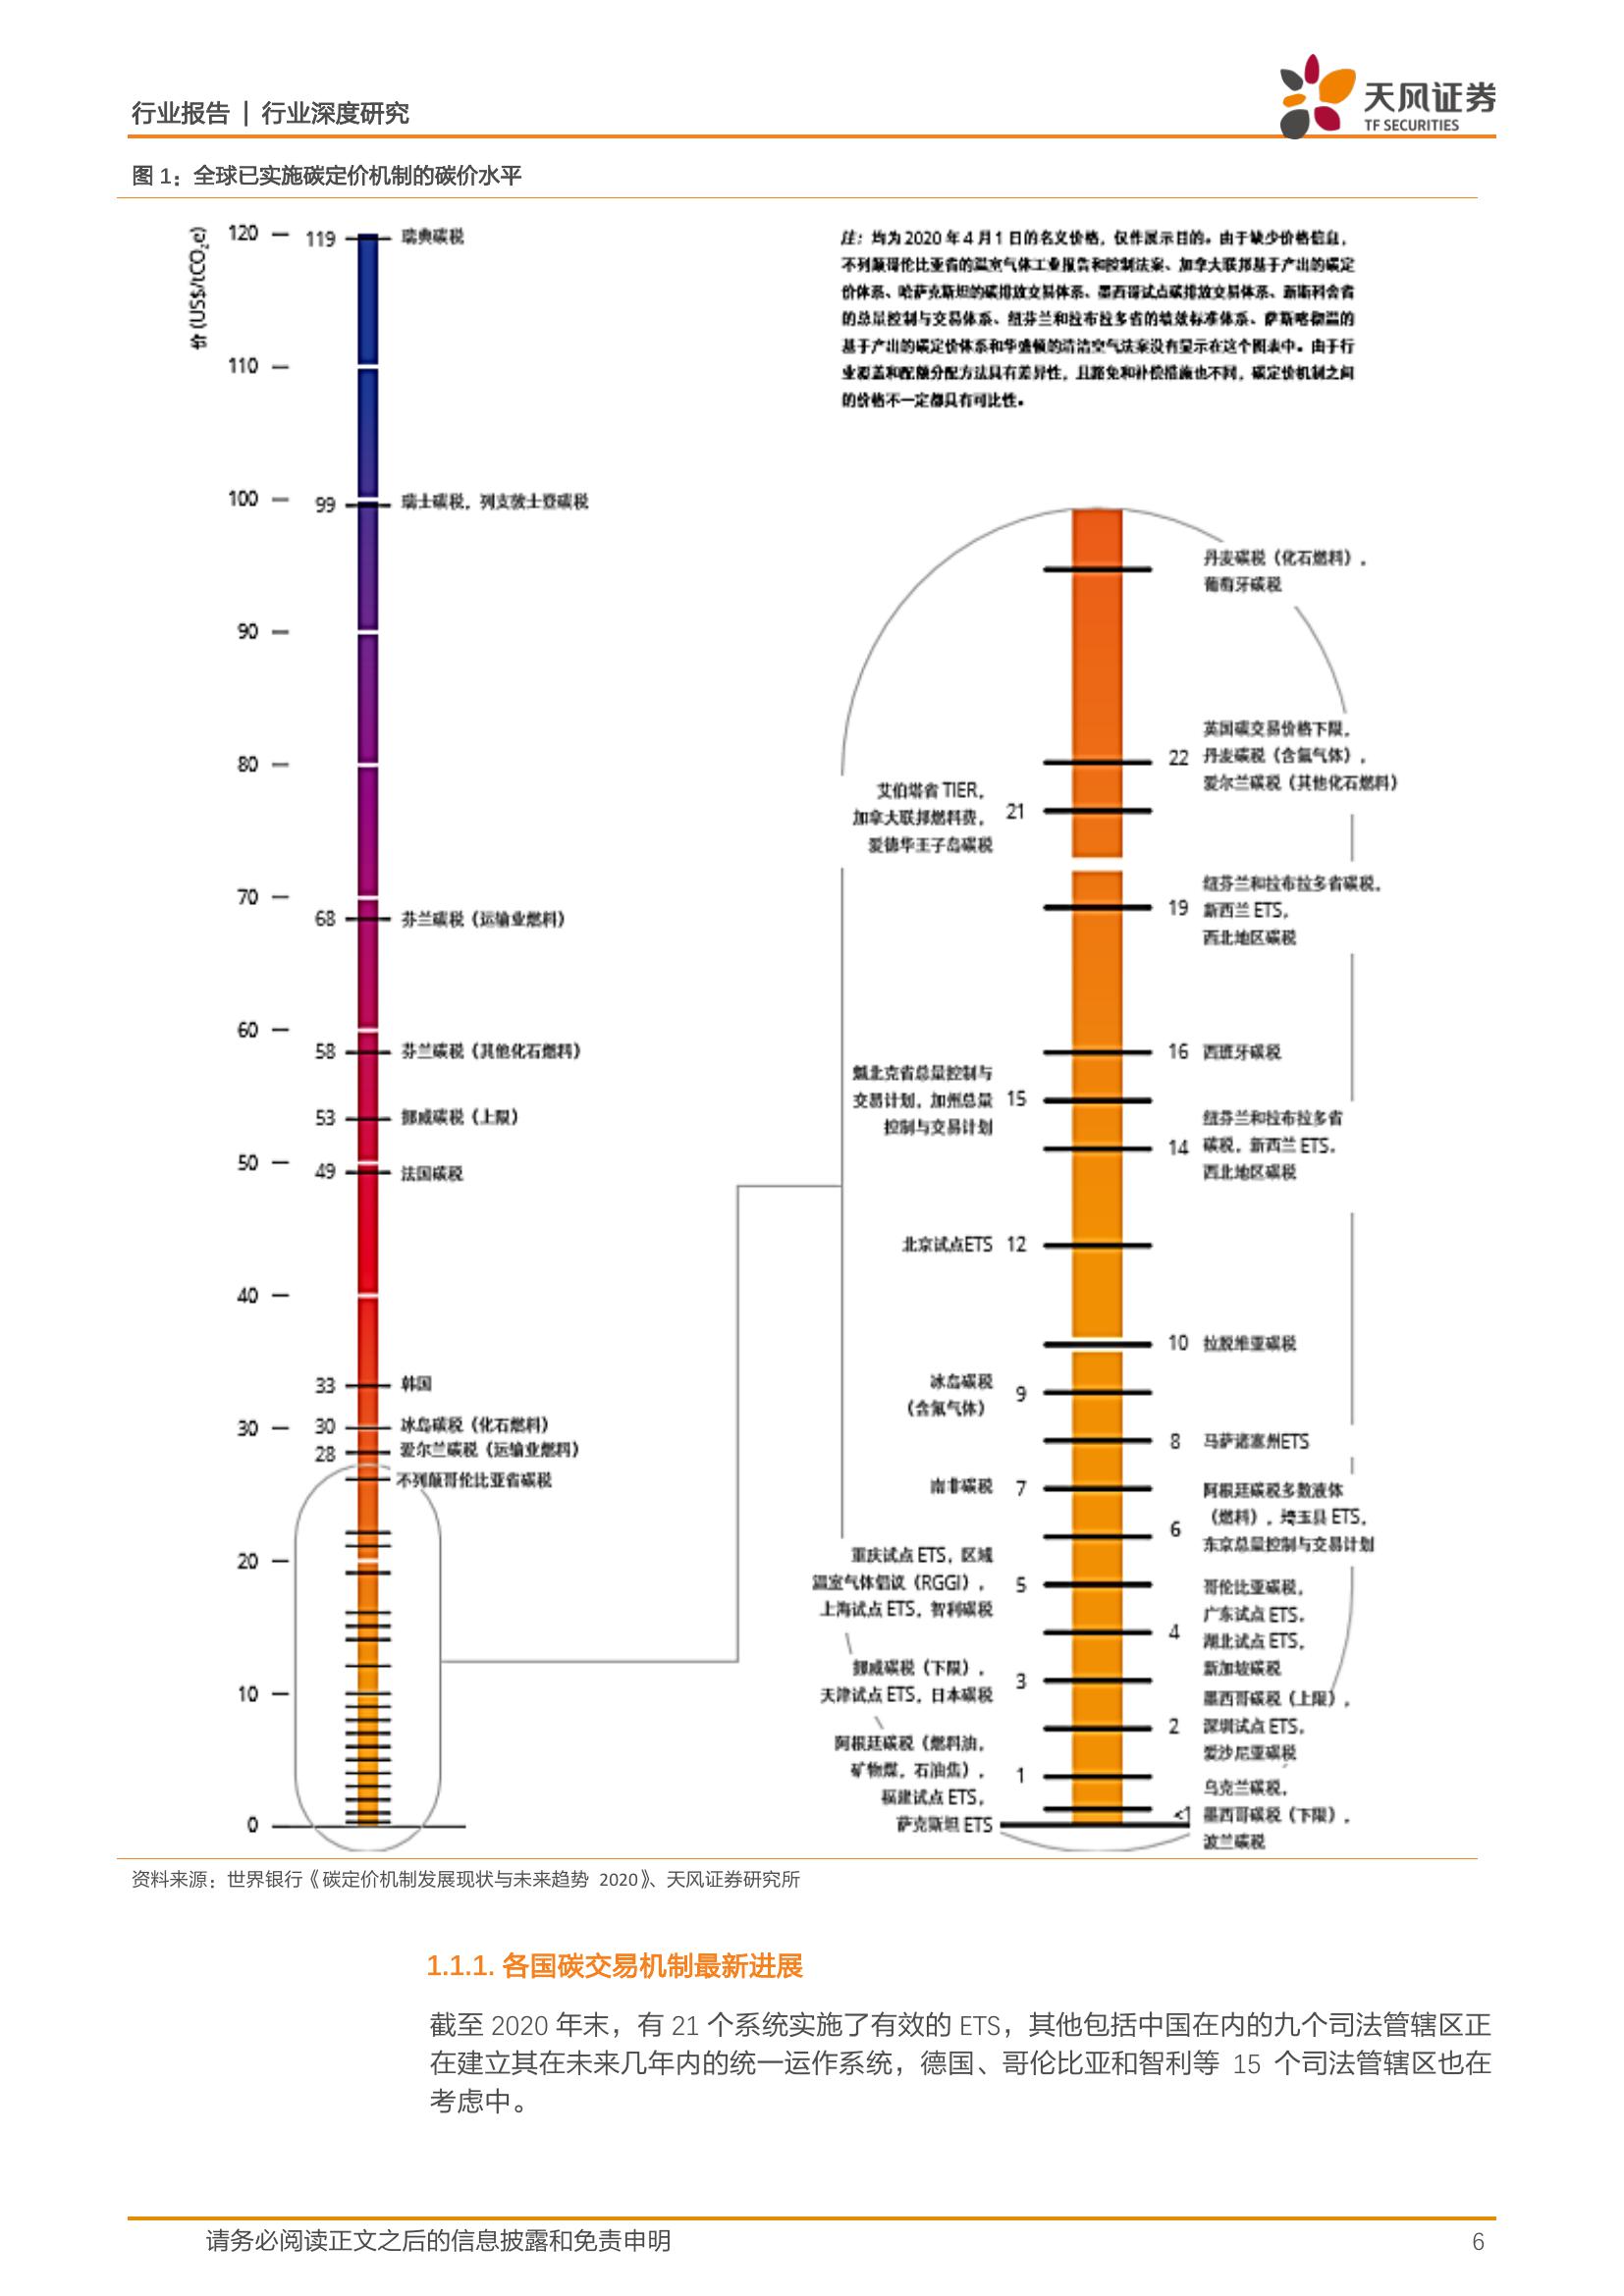 行业报告 | 行业深度研究
天风证券
TF SECURITIES
图 1：全球已实施碳定价机制的碳价水平
价 (US$/tCO₂e)
120
119 瑞典碳税
110
100
99 瑞士碳税，列支敦士登碳税
90
80
70
68 芬兰碳税（运输业燃料）
60
58 芬兰碳税（其他化石燃料）
53 挪威碳税（上限）
50
49 法国碳税
40
33 韩国
30
30 冰岛碳税（化石燃料）
28 爱尔兰碳税（运输业燃料）
不列颠哥伦比亚省碳税
20
10
0
注：均为 2020 年 4 月 1 日的名义价格，仅作展示目的。由于缺少价格信息，
不列颠哥伦比亚省的温室气体工业报告和控制法案、加拿大联邦基于产出的碳定
价体系、哈萨克斯坦的碳排放交易体系、墨西哥试点碳排放交易体系、新斯科舍省
的总量控制与交易体系、纽芬兰和拉布拉多省的绩效标准体系、萨斯喀彻温的
基于产出的碳定价体系和华盛顿的清洁空气法案没有显示在这个图表中。由于行
业覆盖和配额分配方法具有差异性，且豁免和补偿措施也不同，碳定价机制之间
的价格不一定都具有可比性。
丹麦碳税（化石燃料），
葡萄牙碳税
英国碳交易价格下限，
22 丹麦碳税（含氟气体），
爱尔兰碳税（其他化石燃料）
艾伯塔省 TIER，
加拿大联邦燃料费， 21
爱德华王子岛碳税
纽芬兰和拉布拉多省碳税，
19 新西兰 ETS，
西北地区碳税
16 西班牙碳税
魁北克省总量控制与
交易计划，加州总量 15
控制与交易计划
纽芬兰和拉布拉多省
14 碳税，新西兰 ETS，
西北地区碳税
北京试点ETS 12
10 拉脱维亚碳税
冰岛碳税 9
（含氟气体）
8 马萨诸塞州ETS
南非碳税 7
阿根廷碳税多数液体
6 （燃料），埼玉县 ETS，
东京总量控制与交易计划
重庆试点 ETS，区域
温室气体倡议（RGGI）， 5
上海试点 ETS，智利碳税
哥伦比亚碳税，
广东试点 ETS，
4 湖北试点 ETS，
新加坡碳税
挪威碳税（下限），
天津试点 ETS，日本碳税 3
墨西哥碳税（上限），
2 深圳试点 ETS，
爱沙尼亚碳税
阿根廷碳税（燃料油，
矿物煤，石油焦）， 1
福建试点 ETS，
萨克斯坦 ETS
乌克兰碳税，
<1 墨西哥碳税（下限），
波兰碳税
资料来源：世界银行《碳定价机制发展现状与未来趋势 2020》、天风证券研究所
1.1.1. 各国碳交易机制最新进展
截至 2020 年末，有 21 个系统实施了有效的 ETS，其他包括中国在内的九个司法管辖区正
在建立其在未来几年内的统一运作系统，德国、哥伦比亚和智利等 15 个司法管辖区也在
考虑中。
请务必阅读正文之后的信息披露和免责申明
6